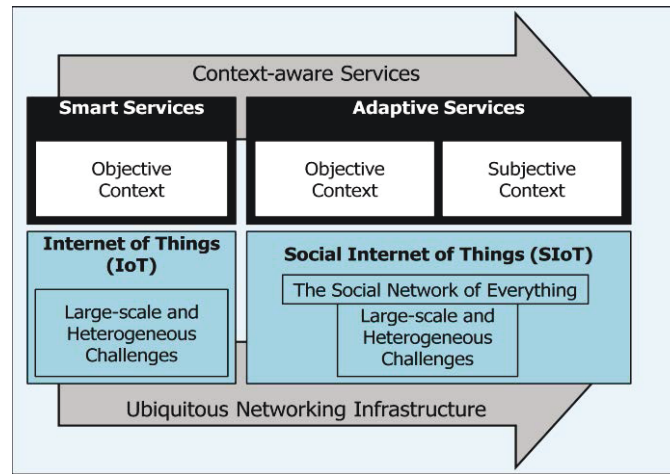 Context-aware Services
Smart Services
Adaptive Services
Objective
Context
Objective
Context
Subjective
Context
Internet of Things
(IoT)
Large-scale and
Heterogeneous
Challenges
Social Internet of Things (SIoT)
The Social Network of Everything
Large-scale and
Heterogeneous
Challenges
Ubiquitous Networking Infrastructure